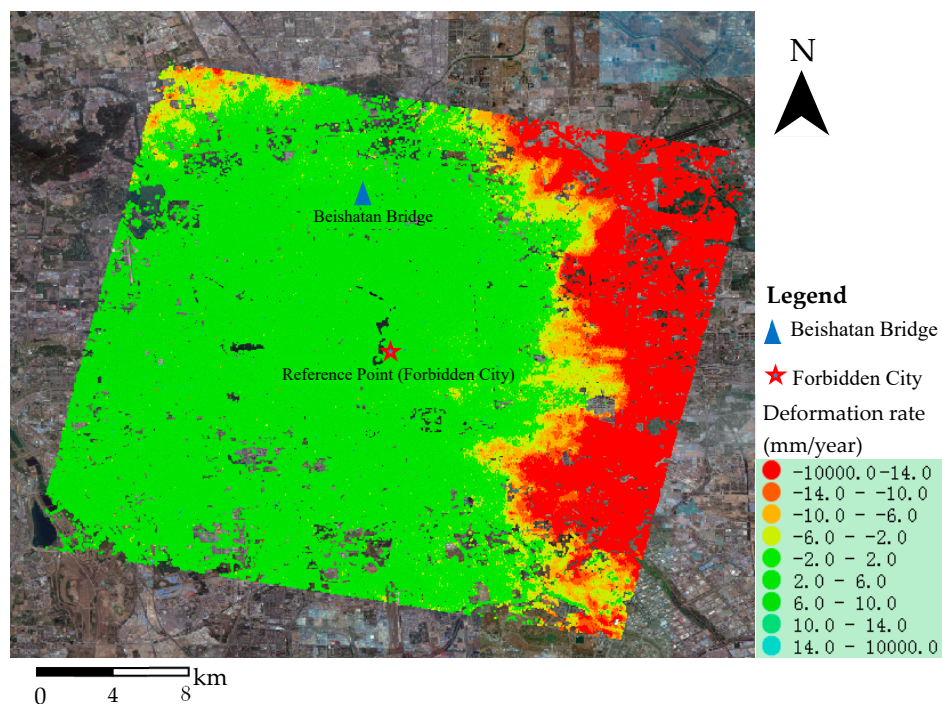 N
Beishatan Bridge
Reference Point (Forbidden City)
Legend
Beishatan Bridge
Forbidden City
Deformation rate
(mm/year)
-10000.0--14.0
-14.0 - -10.0
-10.0 - -6.0
-6.0 - -2.0
-2.0 - 2.0
2.0 - 6.0
6.0 - 10.0
10.0 - 14.0
14.0 - 10000.0
km
0 4 8